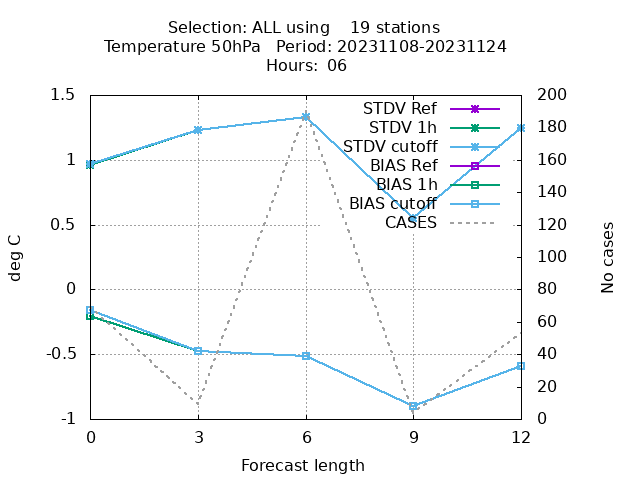 Selection: ALL using    19 stations
Temperature 50hPa   Period: 20231108-20231124
Hours:  06
STDV Ref
STDV 1h
STDV cutoff
BIAS Ref
BIAS 1h
BIAS cutoff
CASES
deg C
1.5
1
0.5
0
-0.5
-1
No cases
200
180
160
140
120
100
80
60
40
20
0
0 3 6 9 12
Forecast length